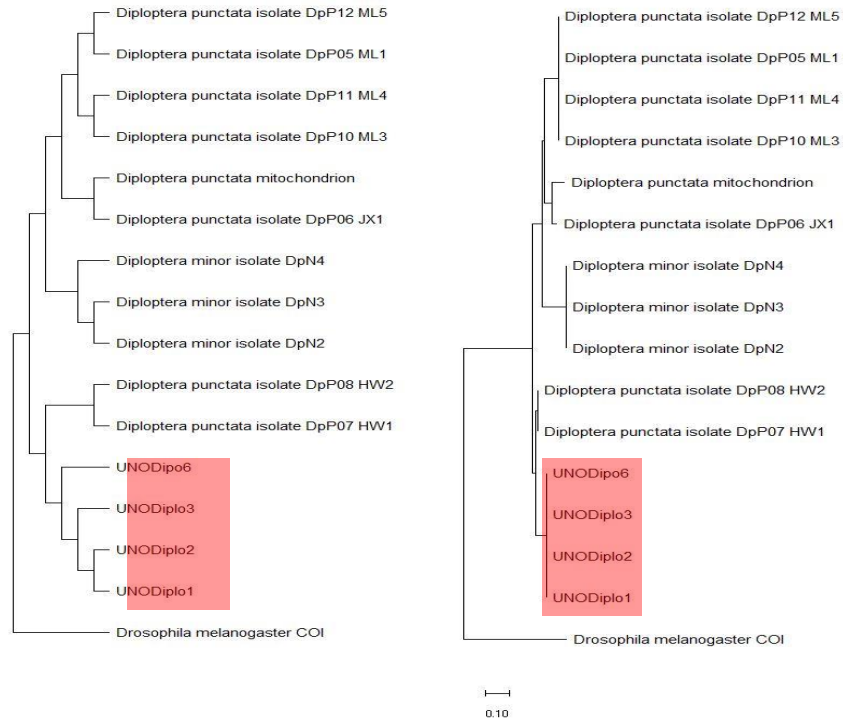 Diploptera punctata isolate DpP12 ML5
Diploptera punctata isolate DpP05 ML1
Diploptera punctata isolate DpP11 ML4
Diploptera punctata isolate DpP10 ML3
Diploptera punctata mitochondrion
Diploptera punctata isolate DpP06 JX1
Diploptera minor isolate DpN4
Diploptera minor isolate DpN3
Diploptera minor isolate DpN2
Diploptera punctata isolate DpP08 HW2
Diploptera punctata isolate DpP07 HW1
UNODipo6
UNODiplo3
UNODiplo2
UNODiplo1
Drosophila melanogaster COI
Diploptera punctata isolate DpP12 ML5
Diploptera punctata isolate DpP05 ML1
Diploptera punctata isolate DpP11 ML4
Diploptera punctata isolate DpP10 ML3
Diploptera punctata mitochondrion
Diploptera punctata isolate DpP06 JX1
Diploptera minor isolate DpN4
Diploptera minor isolate DpN3
Diploptera minor isolate DpN2
Diploptera punctata isolate DpP08 HW2
Diploptera punctata isolate DpP07 HW1
UNODipo6
UNODiplo3
UNODiplo2
UNODiplo1
Drosophila melanogaster COI
0.10